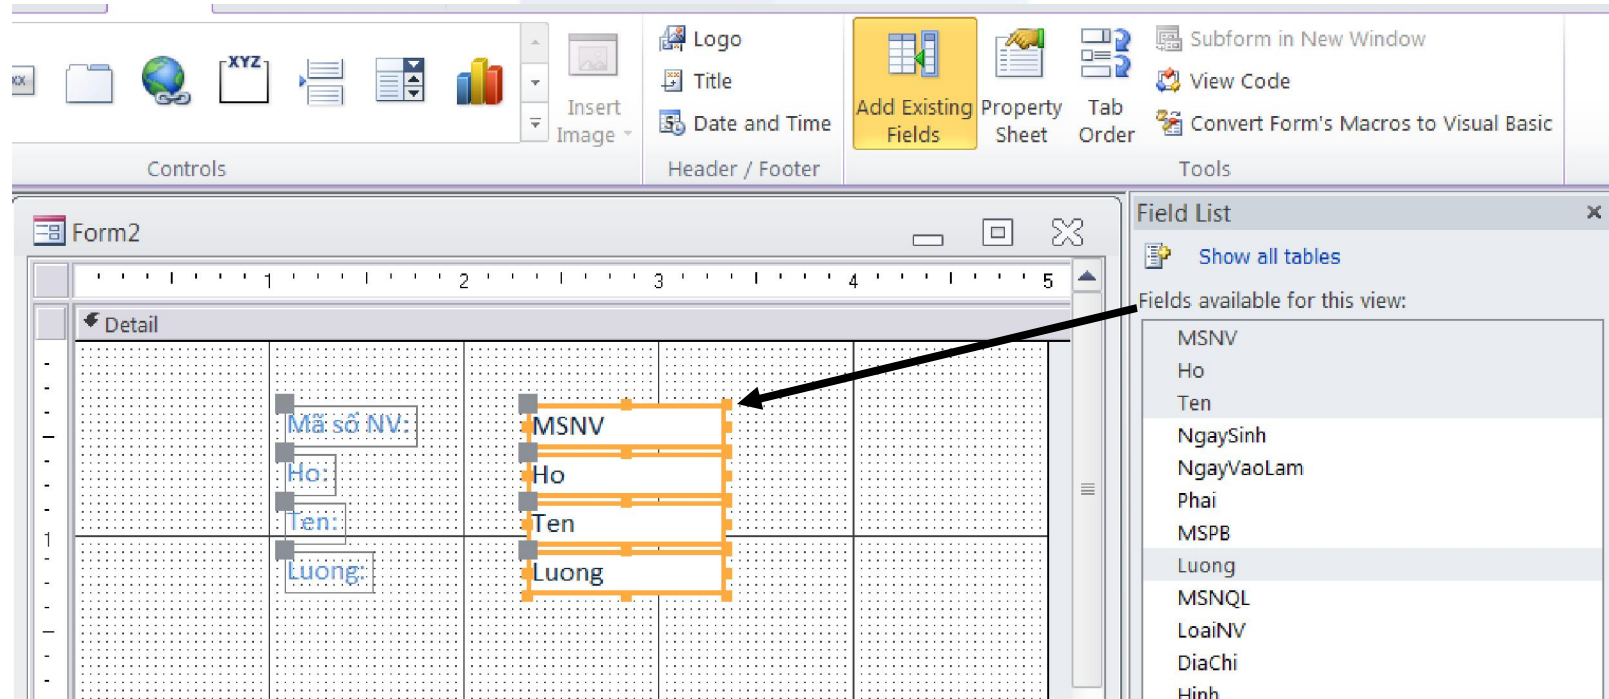 XYZ
Insert
Image
Logo
Title
Date and Time
Add Existing
Fields
Property
Sheet
Tab
Order
Subform in New Window
View Code
Convert Form's Macros to Visual Basic
Controls
Header / Footer
Tools
Form2
1 2 3 4 5
Detail
1
Mã số NV:
MSNV
Ho:
Ho
Ten:
Ten
Luong:
Luong
Field List
Show all tables
Fields available for this view:
MSNV
Ho
Ten
NgaySinh
NgayVaoLam
Phai
MSPB
Luong
MSNQL
LoaiNV
DiaChi
Hinh